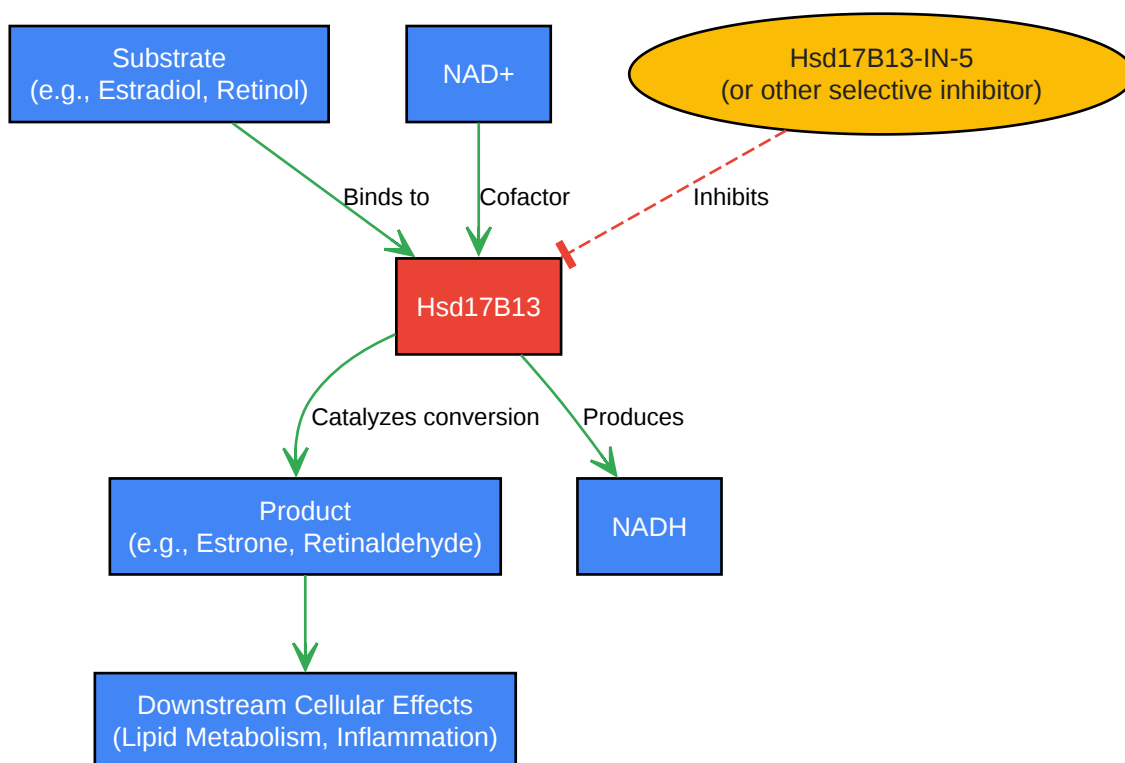 Substrate
(e.g., Estradiol, Retinol)
NAD+
Hsd17B13-IN-5
(or other selective inhibitor)
Binds to
Cofactor
Inhibits
Hsd17B13
Catalyzes conversion
Produces
Product
(e.g., Estrone, Retinaldehyde)
NADH
Downstream Cellular Effects
(Lipid Metabolism, Inflammation)